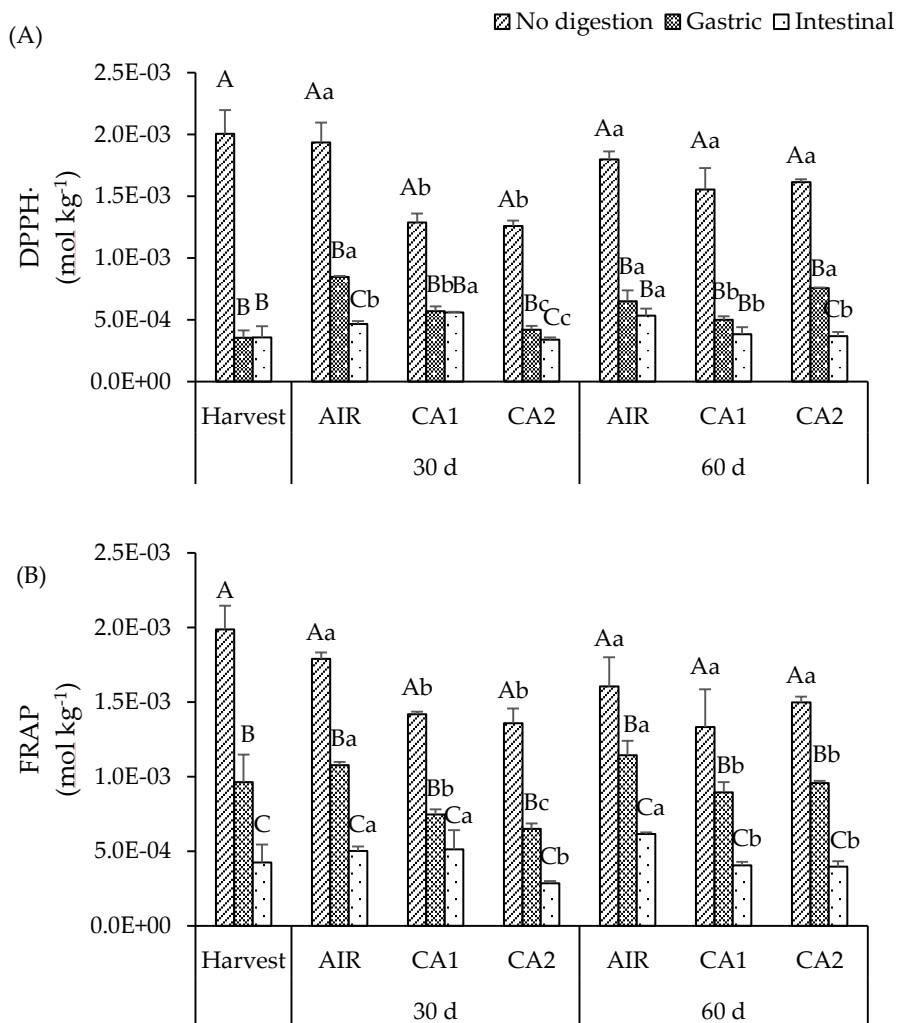 No digestion Gastric Intestinal
(A)
2.5E-03
2.0E-03
1.5E-03
1.0E-03
5.0E-04
0.0E+00
DPPH·
(mol kg-1)
A B B
Aa Ba Cb
Ab Bb Ba
Ab Bc Cc
Aa Ba Ba
Aa Bb Bb
Aa Ba Cb
Harvest AIR CA1 CA2 AIR CA1 CA2
30 d 60 d
(B)
2.5E-03
2.0E-03
1.5E-03
1.0E-03
5.0E-04
0.0E+00
FRAP
(mol kg-1)
A B C
Aa Ba Ca
Ab Bb Ca
Ab Bc Cb
Aa Ba Ca
Aa Bb Cb
Aa Bb Cb
Harvest AIR CA1 CA2 AIR CA1 CA2
30 d 60 d